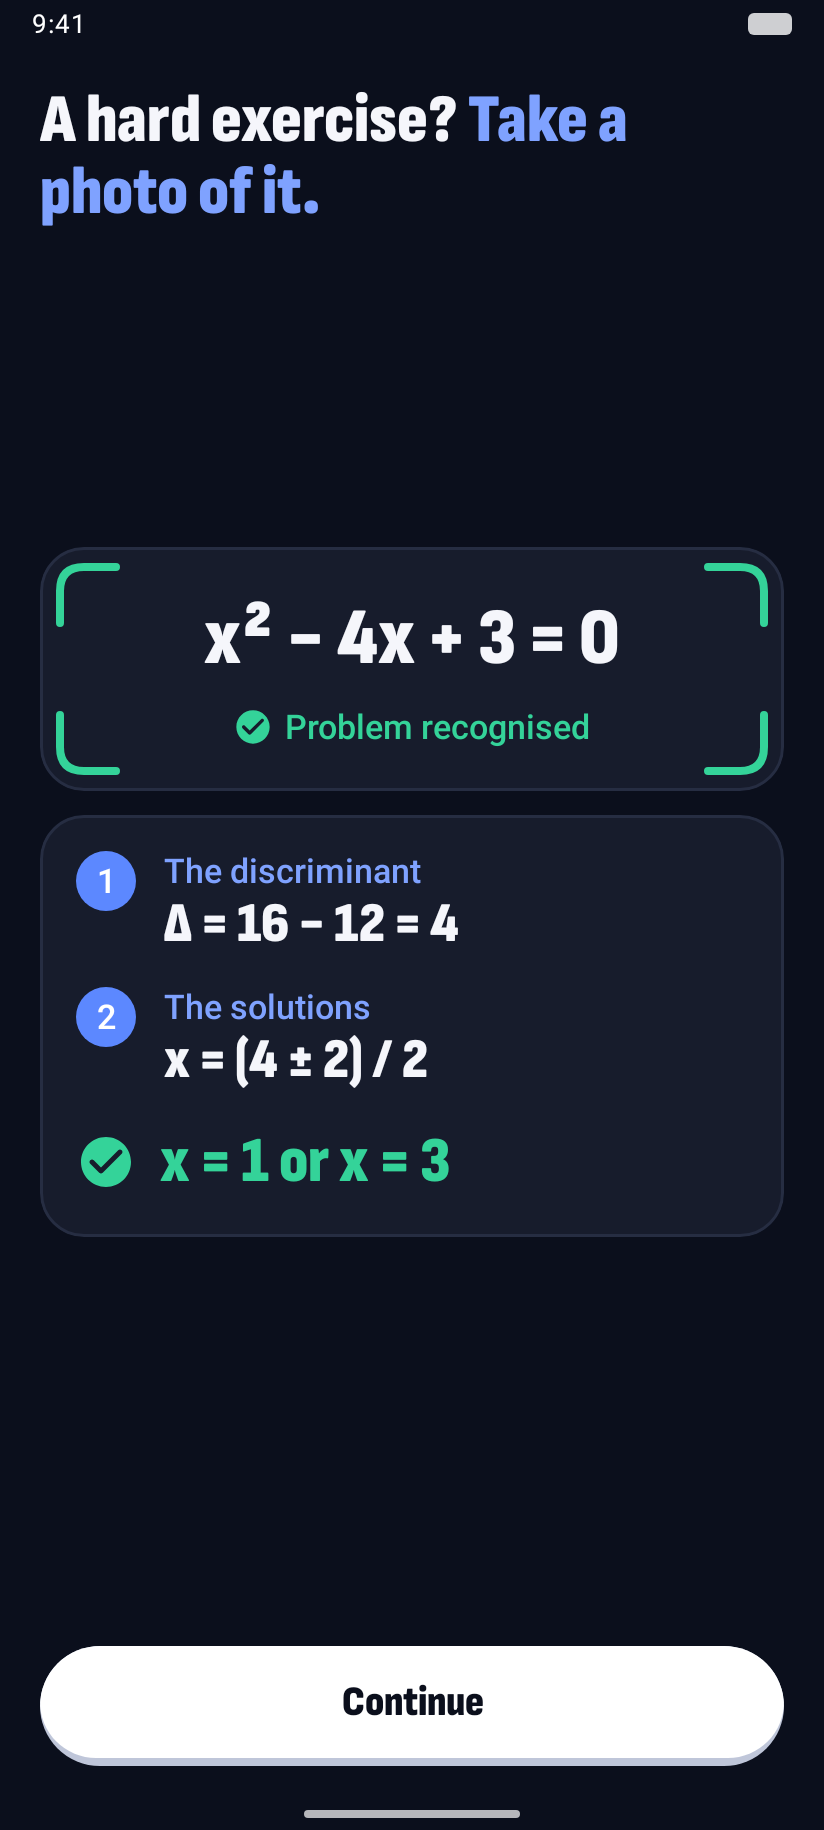 9:41
A hard exercise? Take a
photo of it.
x² − 4x + 3 = 0
Problem recognised
1
The discriminant
Δ = 16 − 12 = 4
2
The solutions
x = (4 ± 2) / 2
x = 1 or x = 3
Continue